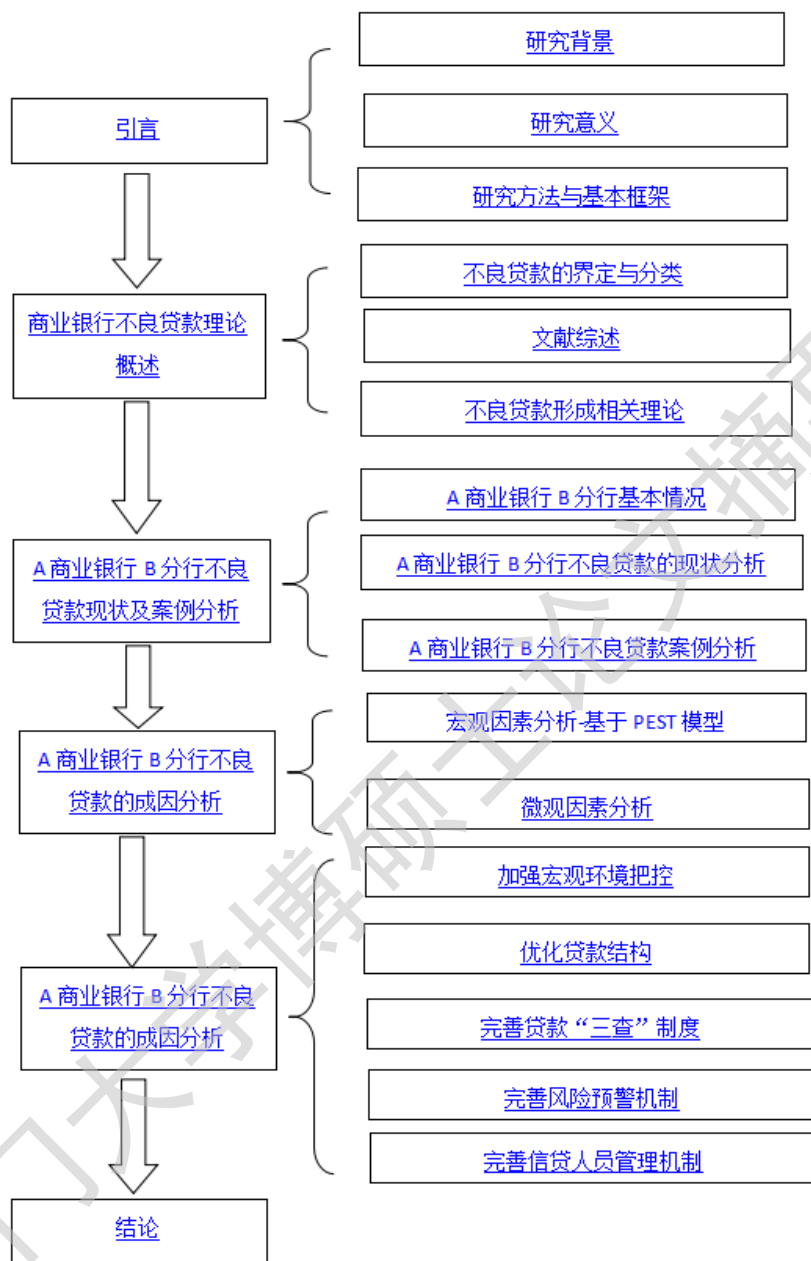 研究背景
引言
研究意义
研究方法与基本框架
不良贷款的界定与分类
商业银行不良贷款理论
概述
文献综述
不良贷款形成相关理论
A 商业银行 B 分行基本情况
A 商业银行 B 分行不良
贷款现状及案例分析
A 商业银行 B 分行不良贷款的现状分析
A 商业银行 B 分行不良贷款案例分析
宏观因素分析-基于 PEST 模型
A 商业银行 B 分行不良
贷款的成因分析
微观因素分析
加强宏观环境把控
优化贷款结构
A 商业银行 B 分行不良
贷款的成因分析
完善贷款“三查”制度
完善风险预警机制
完善信贷人员管理机制
结论
门大学博硕士论文摘